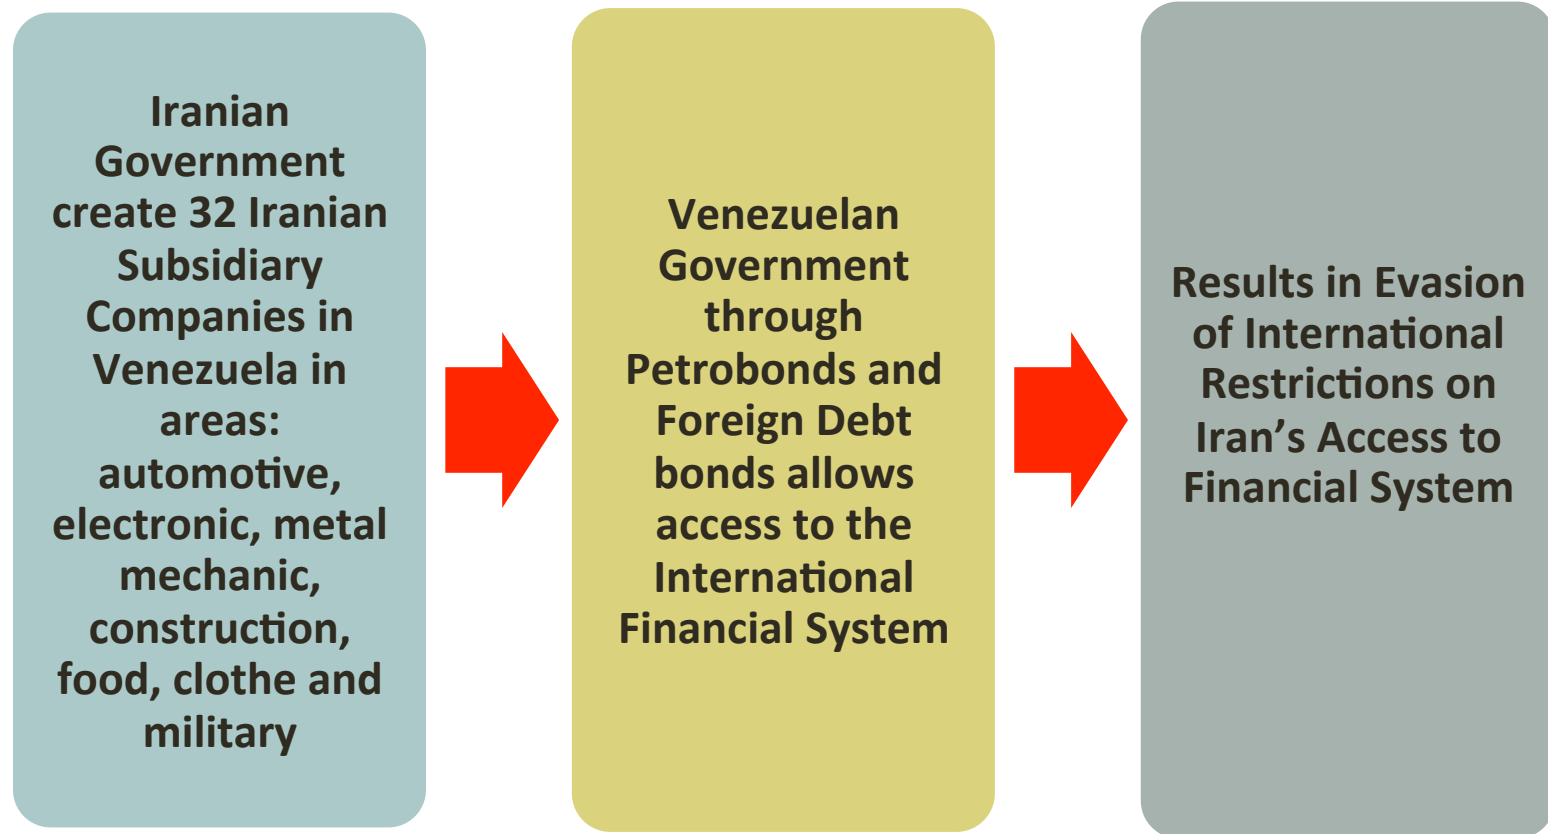 Iranian
Government
create 32 Iranian
Subsidiary
Companies in
Venezuela in
areas:
automotive,
electronic, metal
mechanic,
construction,
food, clothe and
military
Venezuelan
Government
through
Petrobonds and
Foreign Debt
bonds allows
access to the
International
Financial System
Results in Evasion
of International
Restrictions on
Iran’s Access to
Financial System